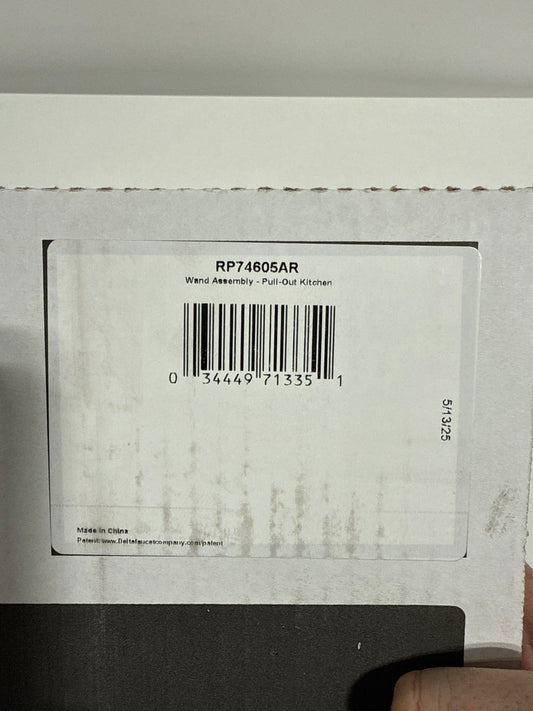 RP74605AR
Wand Assembly - Pull-Out Kitchen
0 34449 71335 1
5/13/25
Made in China
Patent: www.Deltafaucetcompany.com/patent